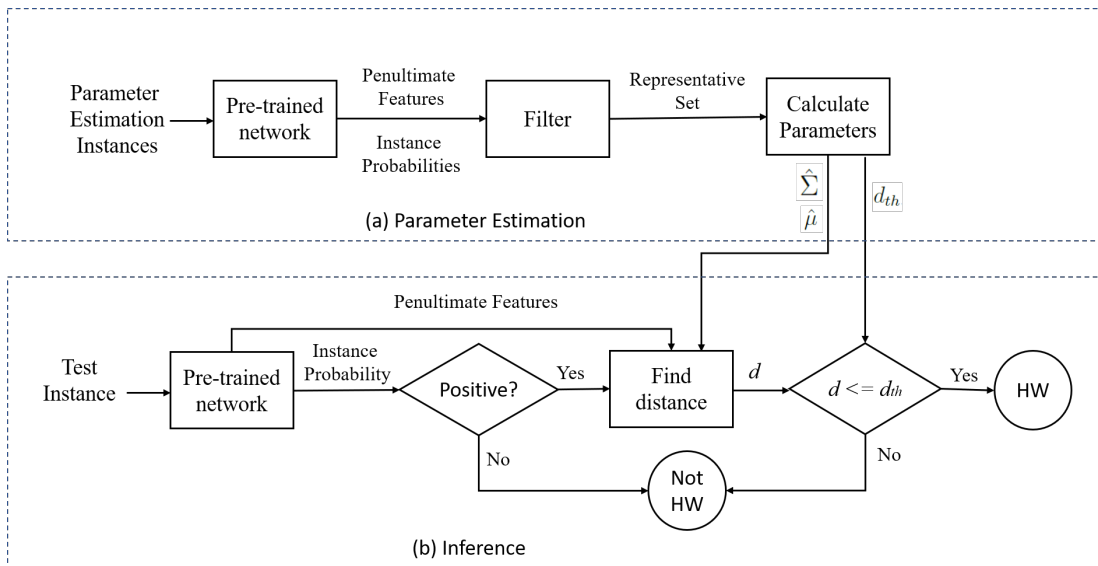 Parameter
Estimation
Instances
Pre-trained
network
Penultimate
Features
Instance
Probabilities
Filter
Representative
Set
Calculate
Parameters
Σ̂
μ̂
d_th
(a) Parameter Estimation
Penultimate Features
Test
Instance
Pre-trained
network
Instance
Probability
Positive?
Yes
Find
distance
d
d <= d_th
Yes
HW
No
Not
HW
No
(b) Inference